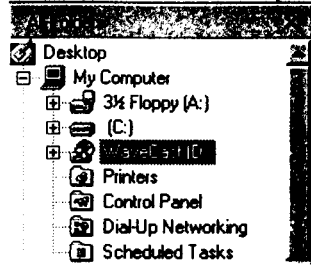 Desktop
My Computer
3½ Floppy (A:)
(C:)
Printers
Control Panel
Dial-Up Networking
Scheduled Tasks